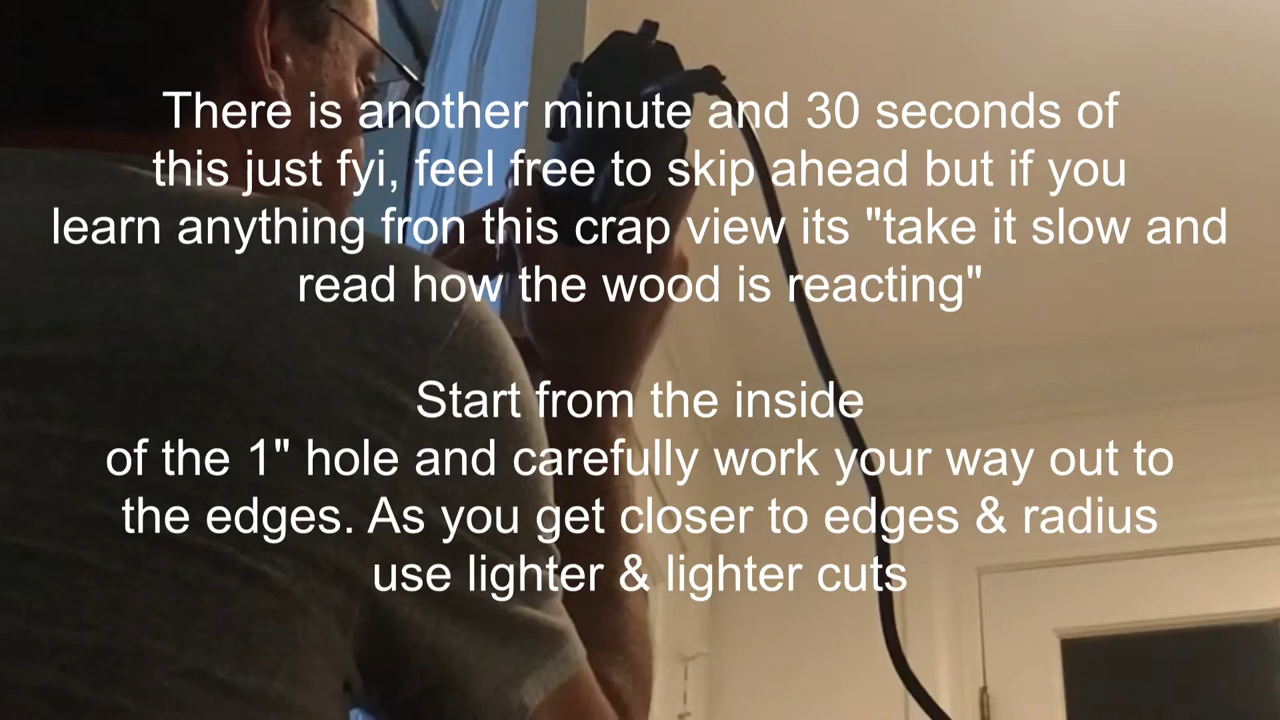 There is another minute and 30 seconds of
this just fyi, feel free to skip ahead but if you
learn anything fron this crap view its "take it slow and
read how the wood is reacting"
Start from the inside
of the 1" hole and carefully work your way out to
the edges. As you get closer to edges & radius
use lighter & lighter cuts